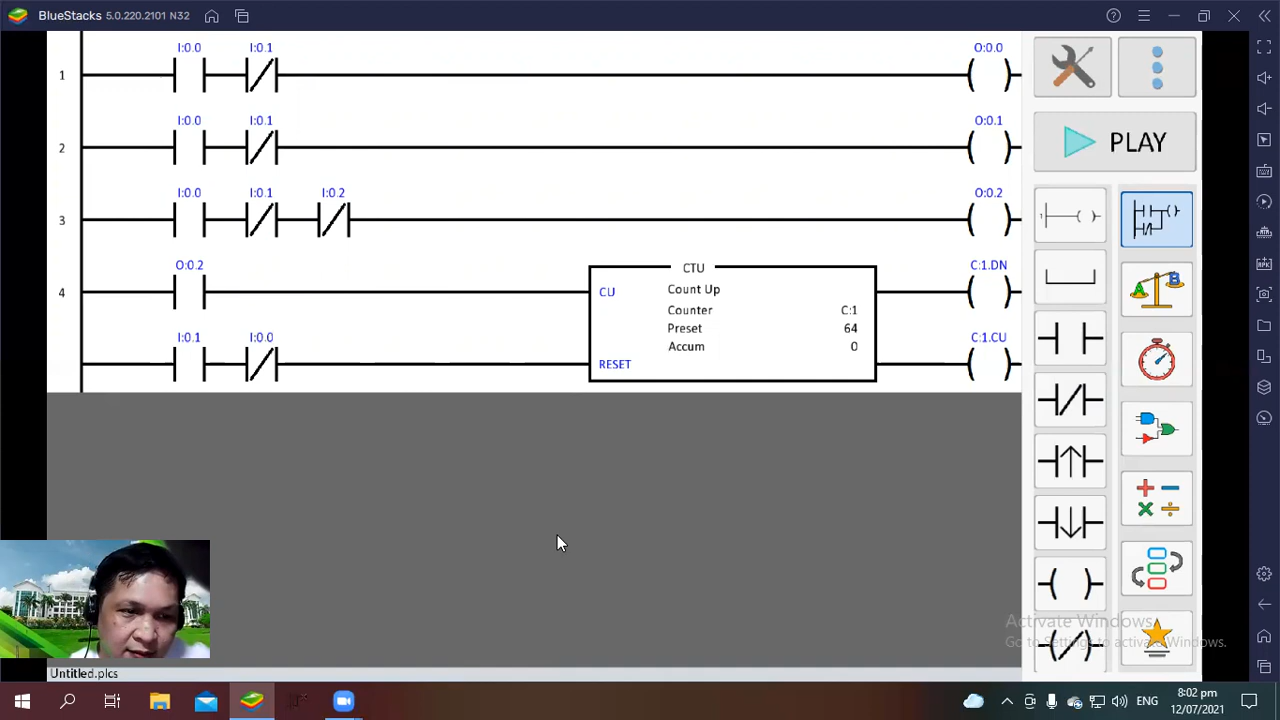 BlueStacks 5.0.220.2101 N32
I:0.0 I:0.1 O:0.0
1
PLAY
I:0.0 I:0.1 O:0.1
2
I:0.0 I:0.1 I:0.2 O:0.2
3
O:0.2 CTU C:1.DN
4 CU Count Up
Counter C:1
Preset 64
I:0.1 I:0.0 Accum 0 C:1.CU
RESET
Activate Windows
Go to Settings to activate Windows.
Untitled.plcs
ENG 8:02 pm
12/07/2021